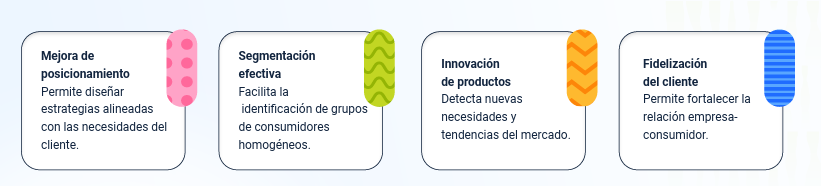 Mejora de
posicionamiento
Permite diseñar
estrategias alineadas
con las necesidades del
cliente.
Segmentación
efectiva
Facilita la
identificación de grupos
de consumidores
homogéneos.
Innovación
de productos
Detecta nuevas
necesidades y
tendencias del mercado.
Fidelización
del cliente
Permite fortalecer la
relación empresa-
consumidor.